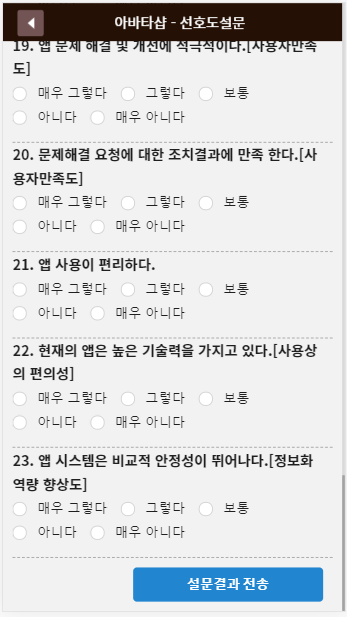 아바타샵 - 선호도설문
19. 앱 문제 해결 및 개선에 적극적이다.[사용자만족
도]
매우 그렇다 그렇다 보통
아니다 매우 아니다
20. 문제해결 요청에 대한 조치결과에 만족 한다.[사
용자만족도]
매우 그렇다 그렇다 보통
아니다 매우 아니다
21. 앱 사용이 편리하다.
매우 그렇다 그렇다 보통
아니다 매우 아니다
22. 현재의 앱은 높은 기술력을 가지고 있다.[사용상
의 편의성]
매우 그렇다 그렇다 보통
아니다 매우 아니다
23. 앱 시스템은 비교적 안정성이 뛰어나다.[정보화
역량 향상도]
매우 그렇다 그렇다 보통
아니다 매우 아니다
설문결과 전송